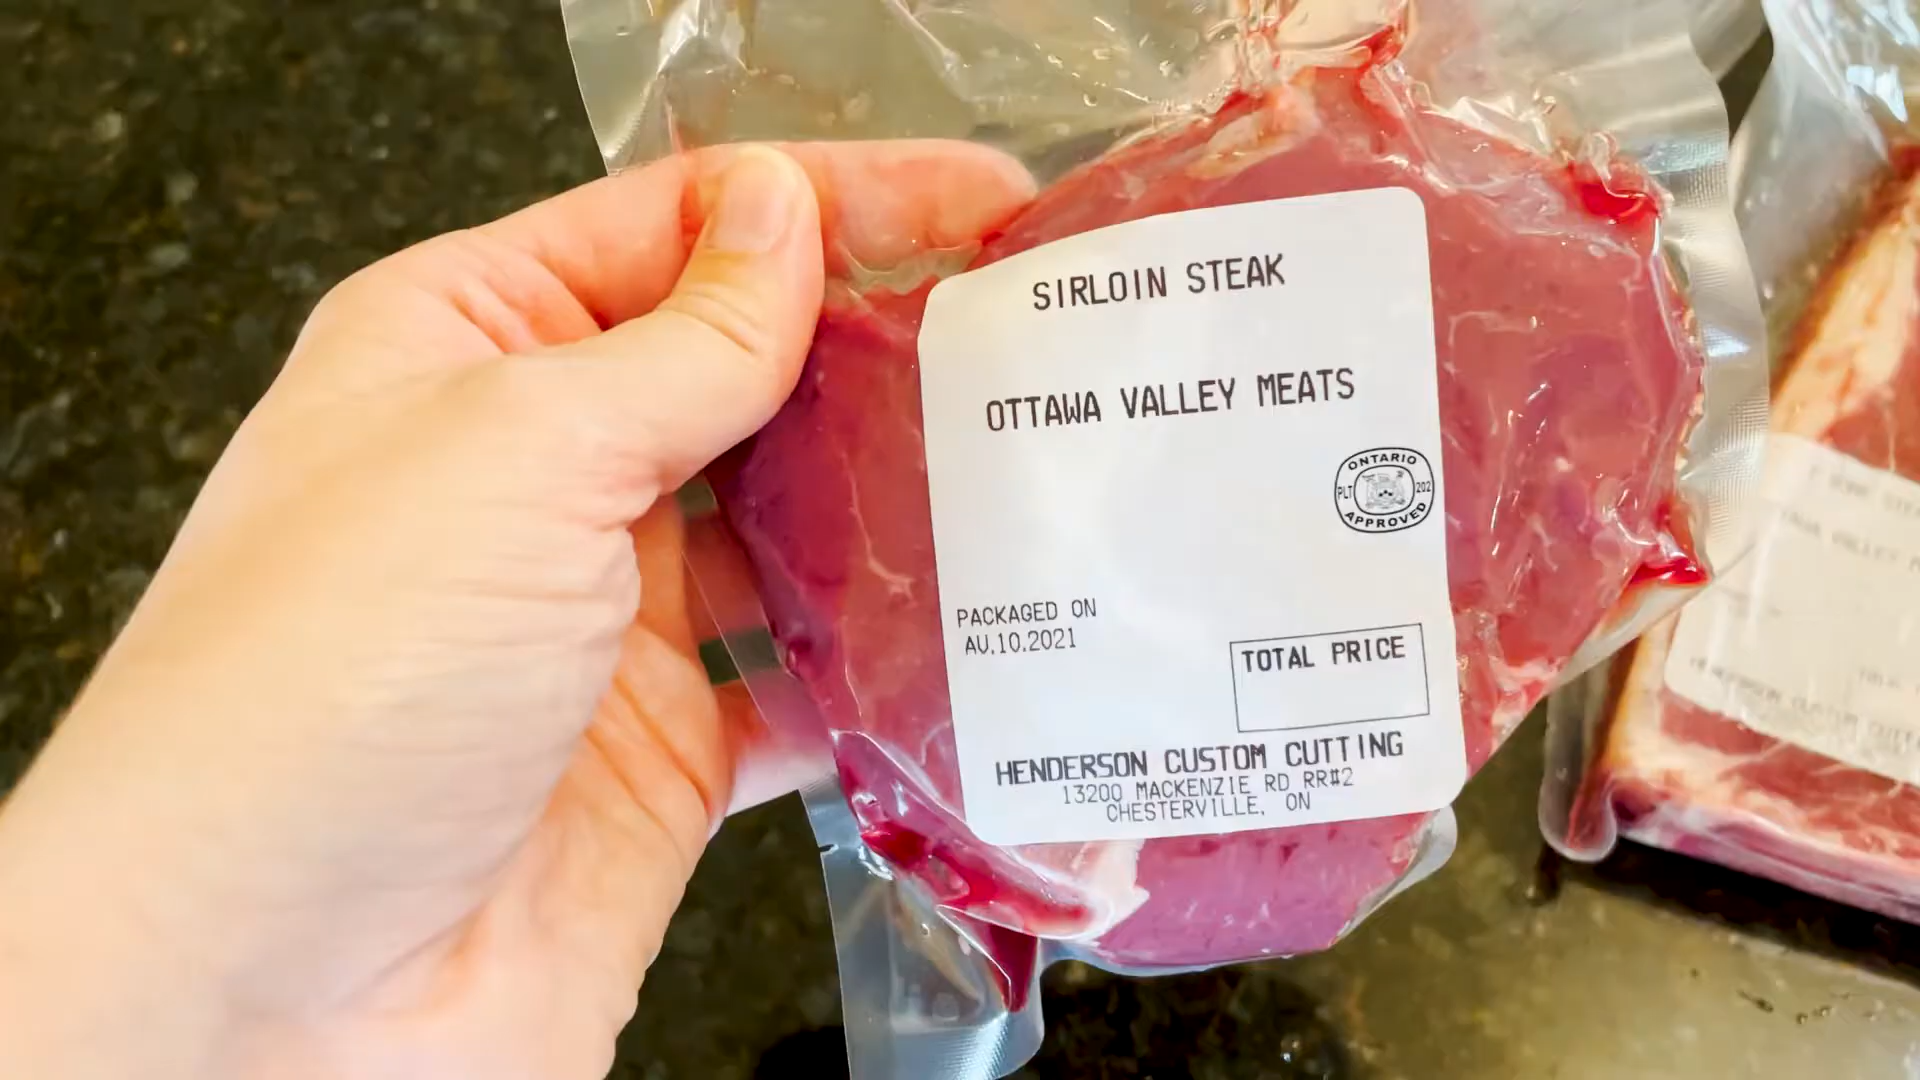 SIRLOIN STEAK
OTTAWA VALLEY MEATS
ONTARIO
PLT 202
APPROVED
PACKAGED ON
AU.10.2021
TOTAL PRICE
HENDERSON CUSTOM CUTTING
13200 MACKENZIE RD RR#2
CHESTERVILLE, ON